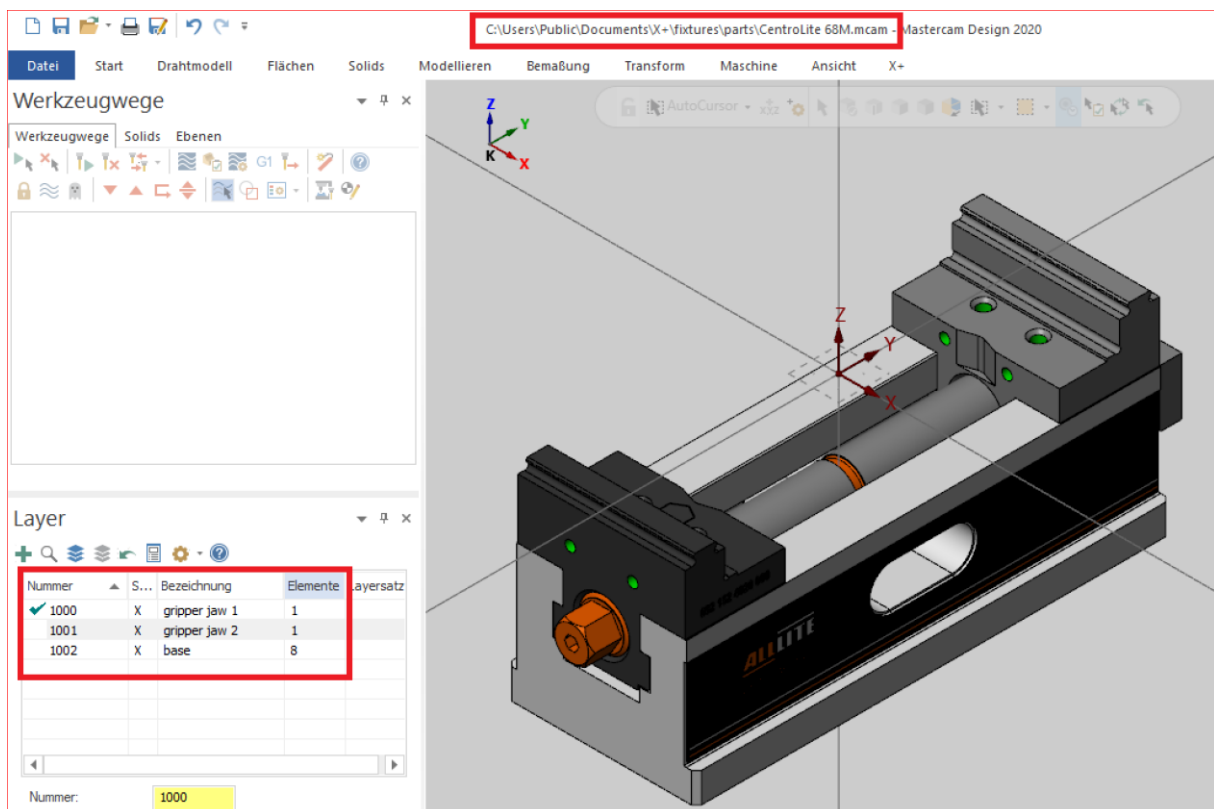 C:\Users\Public\Documents\X+\fixtures\parts\CentroLite 68M.mcam - Mastercam Design 2020
Datei Start Drahtmodell Flächen Solids Modellieren Bemaßung Transform Maschine Ansicht X+
Werkzeugwege
Werkzeugwege Solids Ebenen
G1
Z
Y
K
X
AutoCursor
Z
Y
X
ALLLITE
Layer
Nummer S... Bezeichnung Elemente Layersatz
1000 X gripper jaw 1 1
1001 X gripper jaw 2 1
1002 X base 8
Nummer: 1000